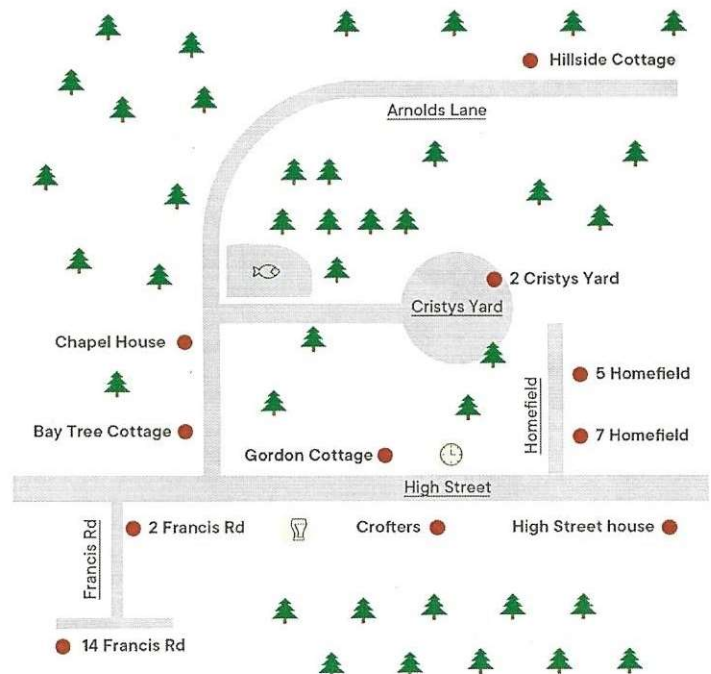 Hillside Cottage
Arnolds Lane
2 Cristys Yard
Cristys Yard
Chapel House
5 Homefield
Homefield
Bay Tree Cottage
7 Homefield
Gordon Cottage
High Street
2 Francis Rd
Crofters
High Street house
Francis Rd
14 Francis Rd